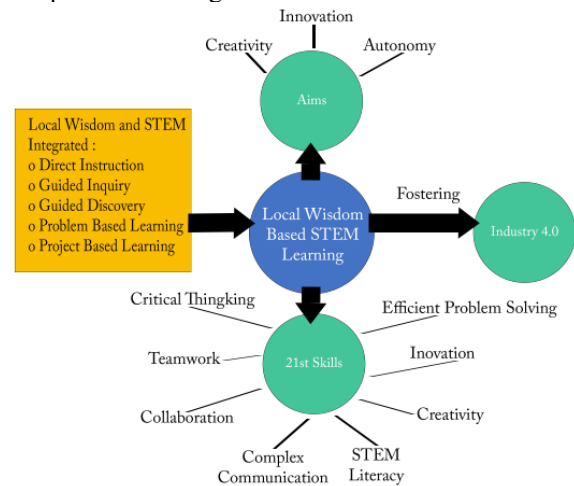 Innovation
Creativity
Autonomy
Aims
Local Wisdom and STEM
Integrated :
o Direct Instruction
o Guided Inquiry
o Guided Discovery
o Problem Based Learning
o Project Based Learning
Local Wisdom
Based STEM
Learning
Fostering
Industry 4.0
Critical Thingking
Efficient Problem Solving
Teamwork
21st Skills
Inovation
Collaboration
Creativity
Complex
Communication
STEM
Literacy